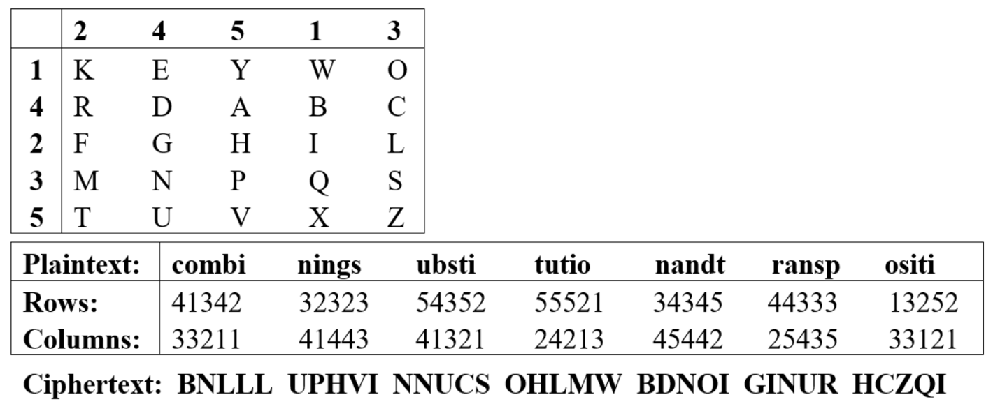 2 4 5 1 3
1 K E Y W O
4 R D A B C
2 F G H I L
3 M N P Q S
5 T U V X Z
Plaintext: combi nings ubsti tutio nandt ransp ositi
Rows: 41342 32323 54352 55521 34345 44333 13252
Columns: 33211 41443 41321 24213 45442 25435 33121
Ciphertext: BNLLL UPHVI NNUCS OHLMW BDNOI GINUR HCZQI